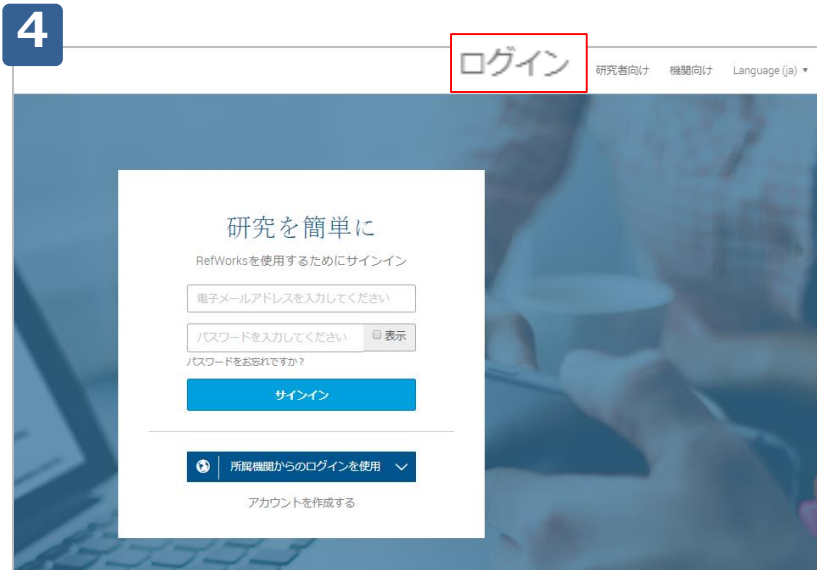 4
ログイン 研究者向け 機関向け Language (ja) ▾
研究を簡単に
RefWorksを使用するためにサインイン
電子メールアドレスを入力してください
パスワードを入力してください 表示
パスワードをお忘れですか?
サインイン
所属機関からのログインを使用
アカウントを作成する